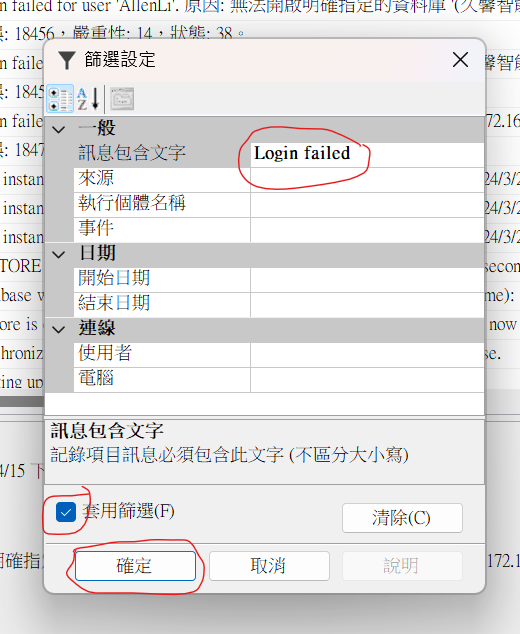 n failed for user 'AllenLi'. 原因: 無法開啟明確指定的資料庫 '(久馨智能
: 18456，嚴重性: 14，狀態: 38。
n faile
篩選設定
馨智能
: 1845
n faile
一般
72.16
: 1847
訊息包含文字 Login failed
instan
來源
24/3/2
instan
執行個體名稱
24/3/2
instan
事件
24/3/2
日期
TORE
開始日期
secon
base w
結束日期
me):
ore is
連線
now
hroniz
使用者
se.
ing up
電腦
訊息包含文字
記錄項目訊息必須包含此文字 (不區分大小寫)
4/15 下
套用篩選(F)
清除(C)
明確指
確定
取消
說明
172.1